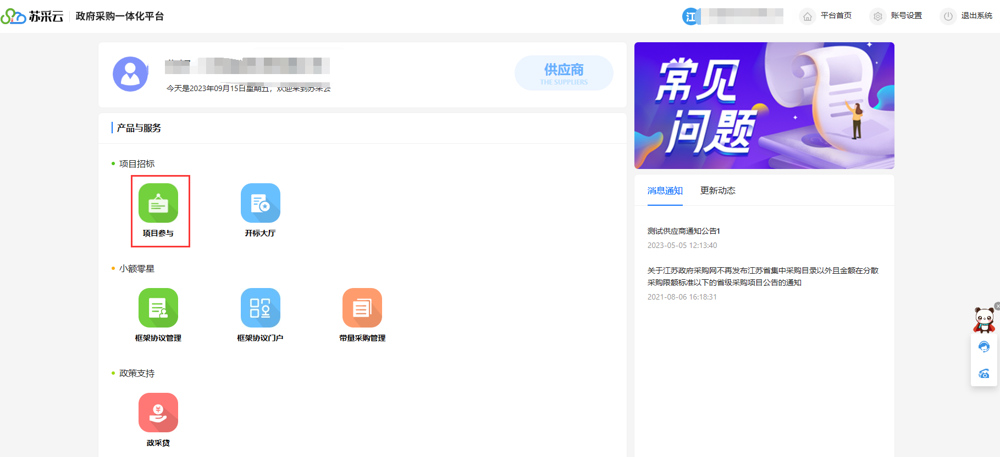 苏采云 政府采购一体化平台
江
平台首页
账号设置
退出系统
今天是2023年09月15日星期五，欢迎来到苏采云
供应商
THE SUPPLIERS
常见
问题
产品与服务
项目招标
项目参与
开标大厅
小额零星
框架协议管理
框架协议门户
带量采购管理
政策支持
政采贷
消息通知
更新动态
测试供应商通知公告1
2023-05-05 12:13:40
关于江苏政府采购网不再发布江苏省集中采购目录以外且金额在分散
采购限额标准以下的省级采购项目公告的通知
2021-08-06 16:18:31